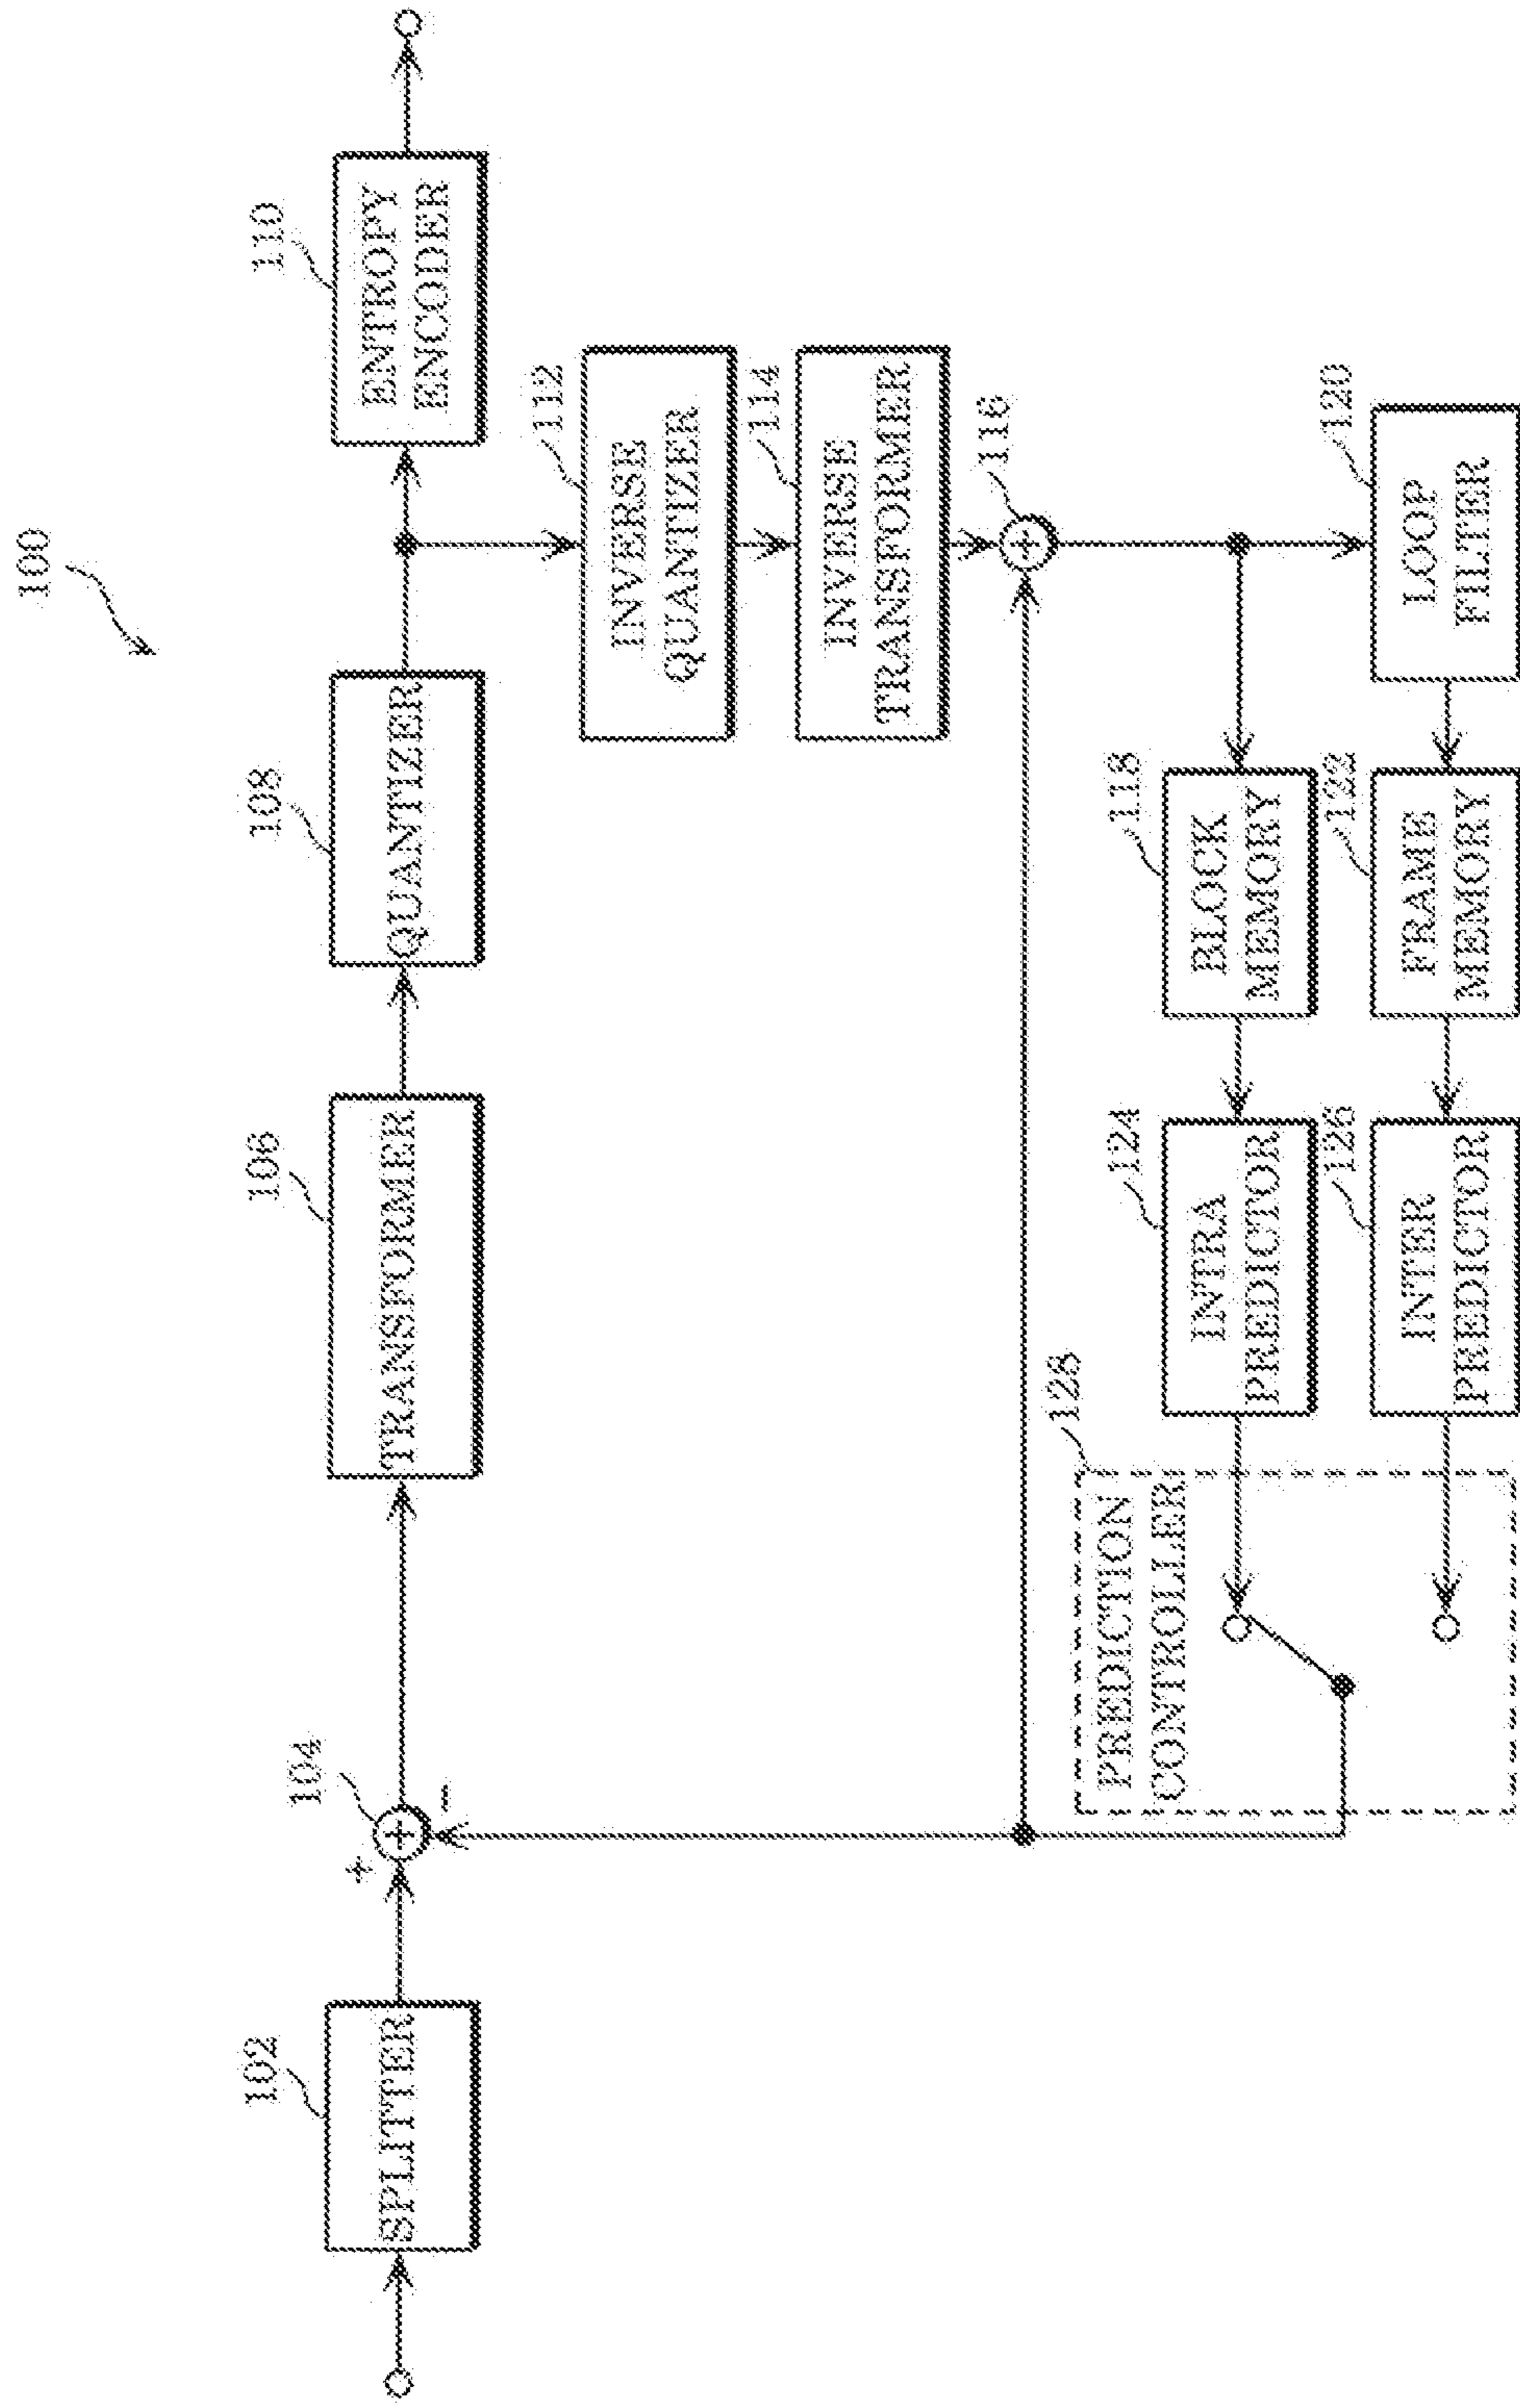 100
102
SPLITTER
104
+
-
106
TRANSFORMER
108
QUANTIZER
110
ENTROPY
ENCODER
112
INVERSE
QUANTIZER
114
INVERSE
TRANSFORMER
116
128
PREDICTION
CONTROLLER
124
INTRA
PREDICTOR
118
BLOCK
MEMORY
120
LOOP
FILTER
126
INTER
PREDICTOR
122
FRAME
MEMORY